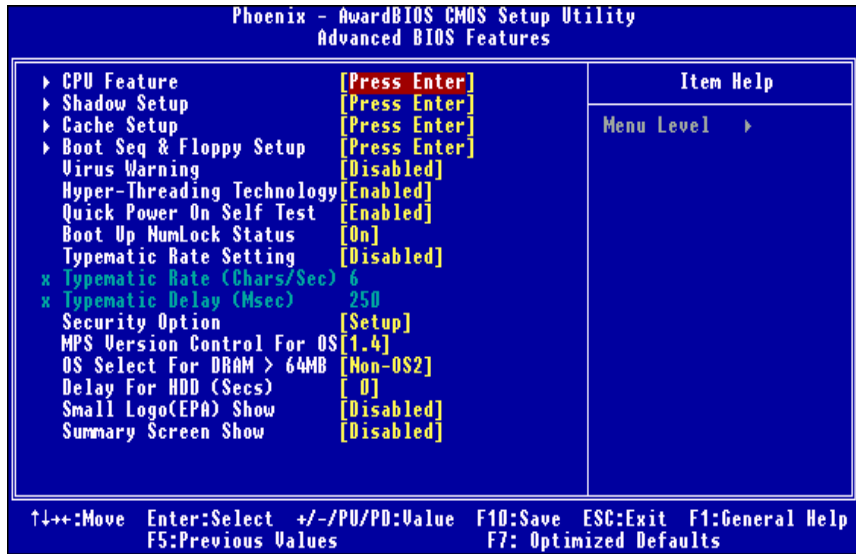 Phoenix - AwardBIOS CMOS Setup Utility
Advanced BIOS Features
▸ CPU Feature [Press Enter]
▸ Shadow Setup [Press Enter]
▸ Cache Setup [Press Enter]
▸ Boot Seq & Floppy Setup [Press Enter]
Virus Warning [Disabled]
Hyper-Threading Technology[Enabled]
Quick Power On Self Test [Enabled]
Boot Up NumLock Status [On]
Typematic Rate Setting [Disabled]
x Typematic Rate (Chars/Sec) 6
x Typematic Delay (Msec) 250
Security Option [Setup]
MPS Version Control For OS[1.4]
OS Select For DRAM > 64MB [Non-OS2]
Delay For HDD (Secs) [ 0]
Small Logo(EPA) Show [Disabled]
Summary Screen Show [Disabled]
Item Help
Menu Level ▸
↑↓→←:Move Enter:Select +/-/PU/PD:Value F10:Save ESC:Exit F1:General Help
F5:Previous Values F7: Optimized Defaults